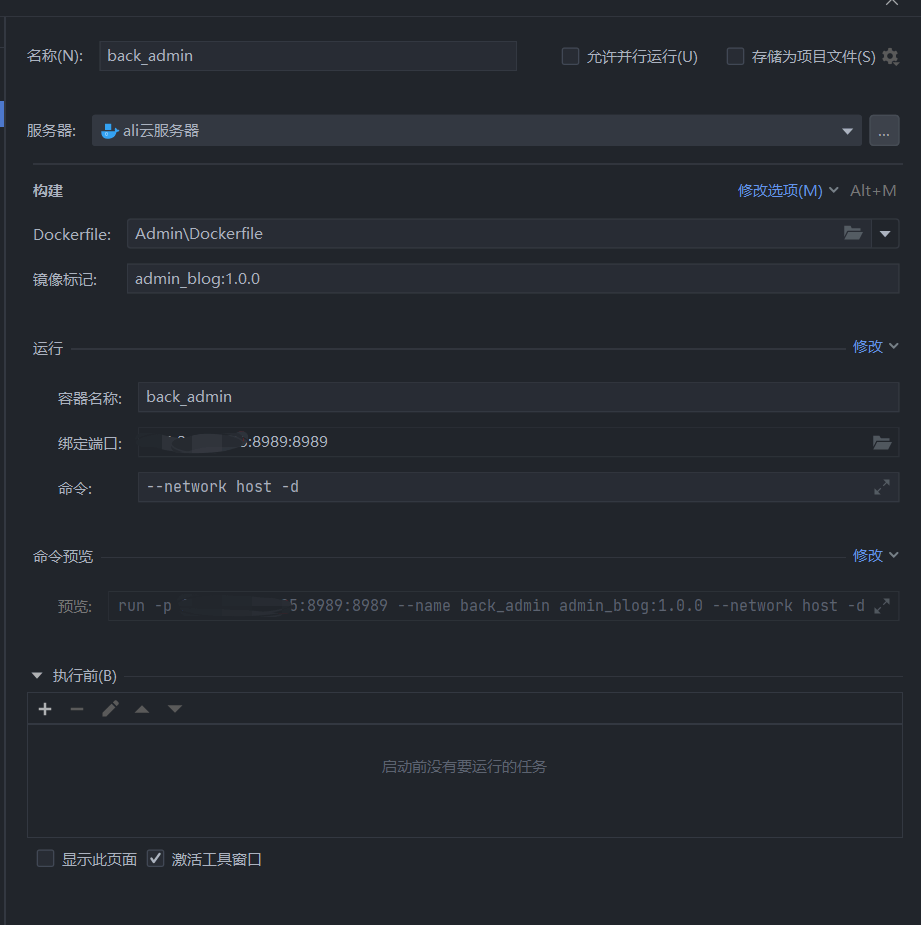 名称(N): back_admin 允许并行运行(U) 存储为项目文件(S)
服务器: ali云服务器 ...
构建 修改选项(M) Alt+M
Dockerfile: Admin\Dockerfile
镜像标记: admin_blog:1.0.0
运行 修改
容器名称: back_admin
绑定端口: :8989:8989
命令: --network host -d
命令预览 修改
预览: run -p 5:8989:8989 --name back_admin admin_blog:1.0.0 --network host -d
执行前(B)
启动前没有要运行的任务
显示此页面 激活工具窗口